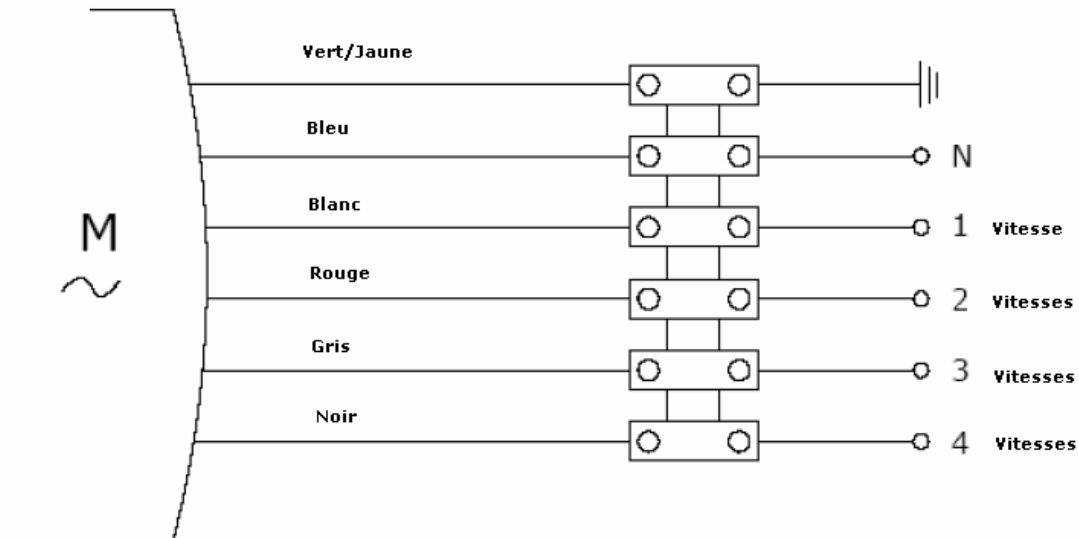 Vert/Jaune
Bleu
N
Blanc
1 Vitesse
M
Rouge
2 Vitesses
Gris
3 Vitesses
Noir
4 Vitesses